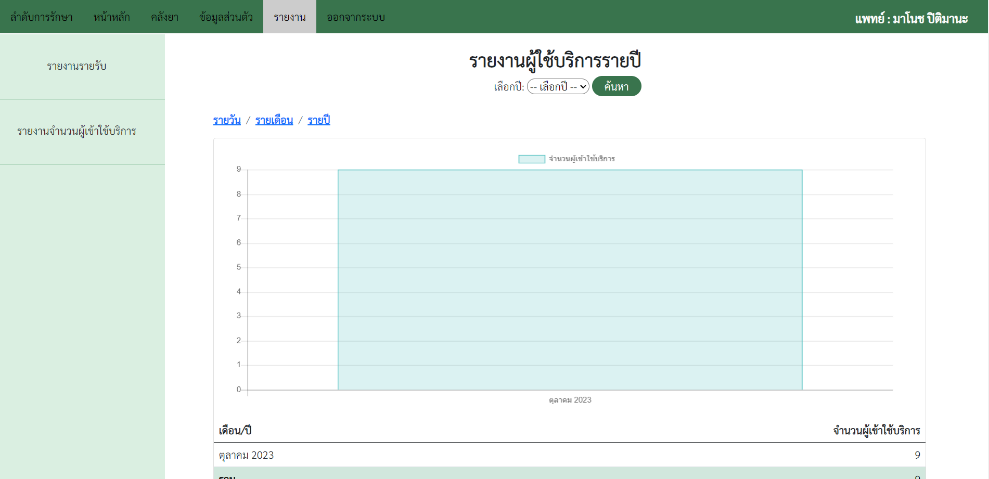 ลำดับการรักษา หน้าหลัก คลังยา ข้อมูลส่วนตัว รายงาน ออกจากระบบ แพทย์ : มาโนช ปิติมานะ
รายงานรายรับ
รายงานจำนวนผู้เข้าใช้บริการ
รายงานผู้ใช้บริการรายปี
เลือกปี: -- เลือกปี -- ค้นหา
รายวัน / รายเดือน / รายปี
จำนวนผู้เข้าใช้บริการ
9
8
7
6
5
4
3
2
1
0
ตุลาคม 2023
เดือน/ปี จำนวนผู้เข้าใช้บริการ
ตุลาคม 2023 9